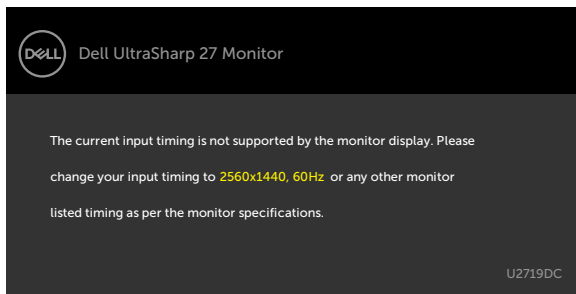 DELL
Dell UltraSharp 27 Monitor
The current input timing is not supported by the monitor display. Please
change your input timing to 2560x1440, 60Hz or any other monitor
listed timing as per the monitor specifications.
U2719DC